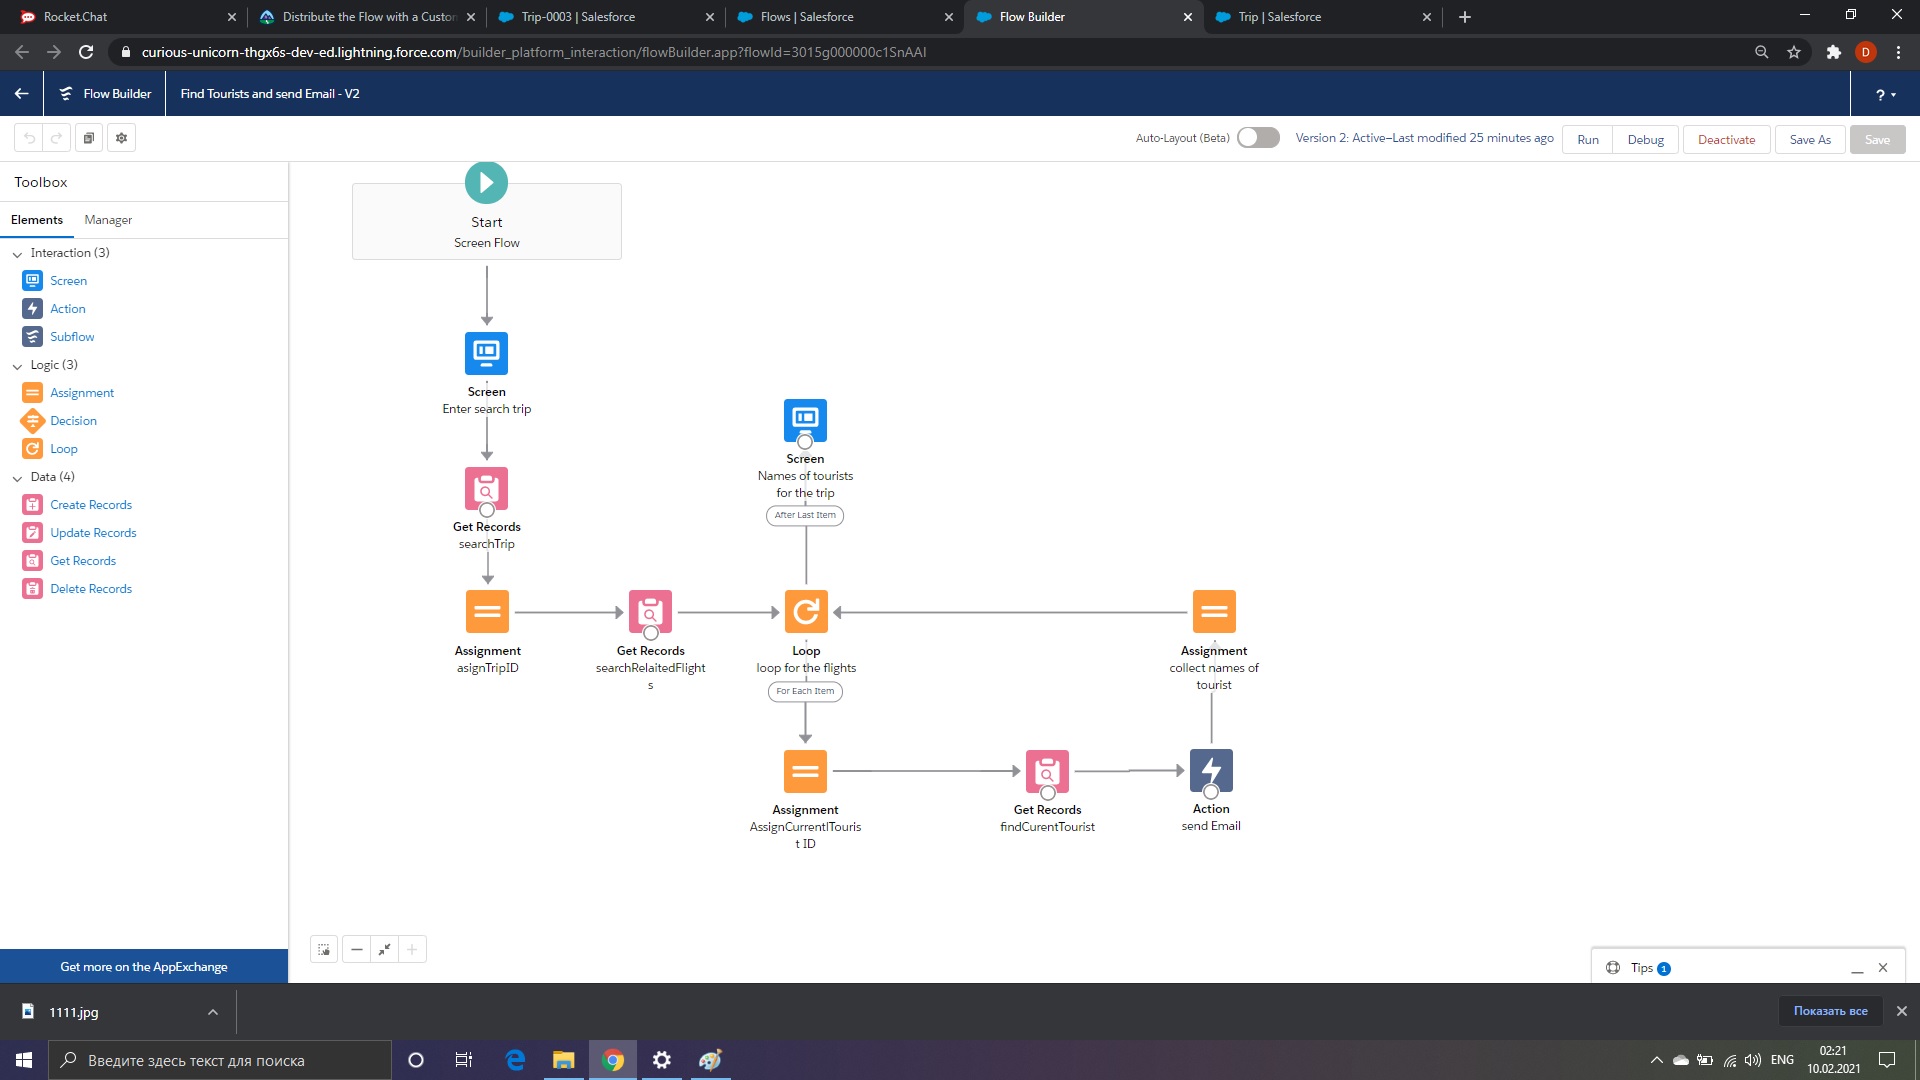 Rocket.Chat
Distribute the Flow with a Custon
Trip-0003 | Salesforce
Flows | Salesforce
Flow Builder
Trip | Salesforce
curious-unicorn-thgx6s-dev-ed.lightning.force.com/builder_platform_interaction/flowBuilder.app?flowId=3015g000000c1SnAAI
D
Flow Builder
Find Tourists and send Email - V2
?
Auto-Layout (Beta)
Version 2: Active–Last modified 25 minutes ago
Run
Debug
Deactivate
Save As
Save
Toolbox
Elements
Manager
Interaction (3)
Screen
Action
Subflow
Logic (3)
Assignment
Decision
Loop
Data (4)
Create Records
Update Records
Get Records
Delete Records
Get more on the AppExchange
Start
Screen Flow
Screen
Enter search trip
Get Records
searchTrip
Assignment
asignTripID
Get Records
searchRelaitedFlight
s
Screen
Names of tourists
for the trip
After Last Item
Loop
loop for the flights
For Each Item
Assignment
AssignCurrentlTouris
t ID
Get Records
findCurentTourist
Action
send Email
Assignment
collect names of
tourist
Tips 1
1111.jpg
Показать все
Введите здесь текст для поиска
ENG
02:21
10.02.2021